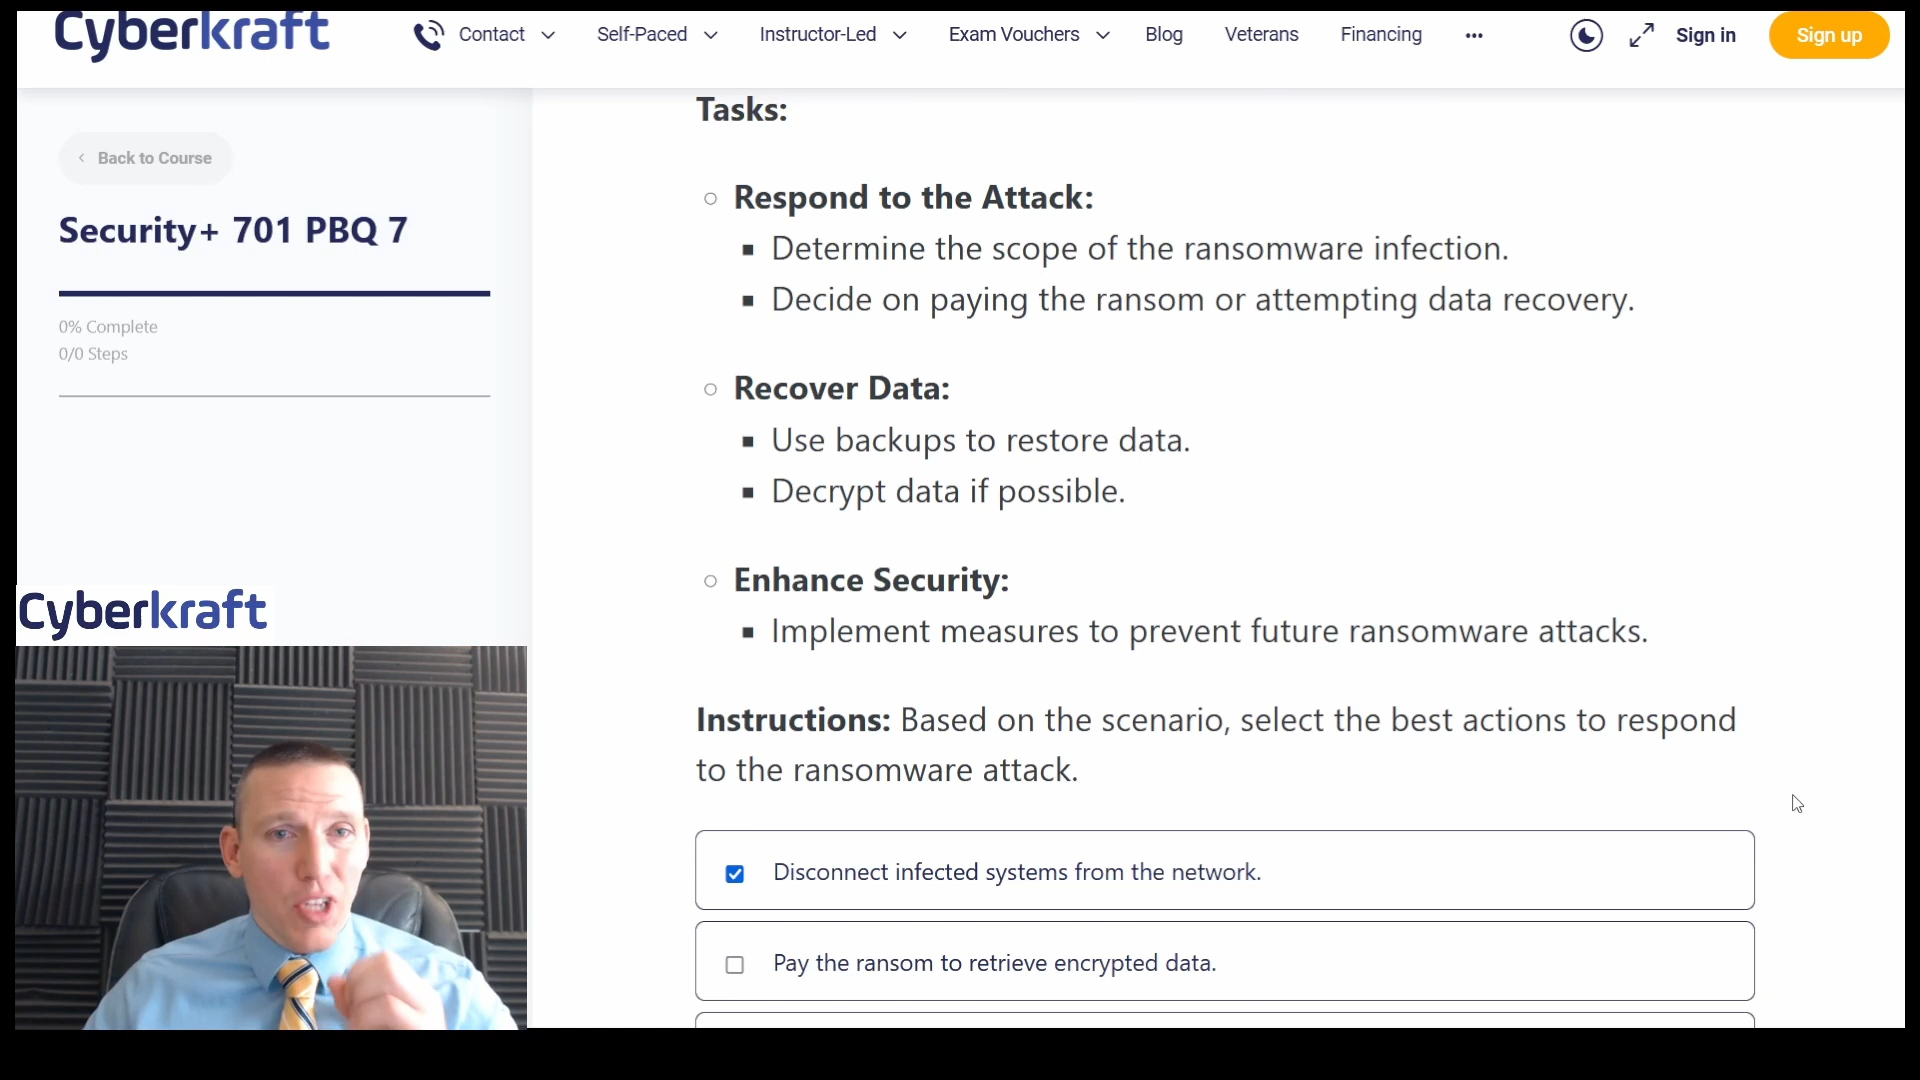 Cyberkraft
Contact
Self-Paced
Instructor-Led
Exam Vouchers
Blog
Veterans
Financing
Sign in
Sign up
Back to Course
Security+ 701 PBQ 7
0% Complete
0/0 Steps
Cyberkraft
Tasks:
Respond to the Attack:
Determine the scope of the ransomware infection.
Decide on paying the ransom or attempting data recovery.
Recover Data:
Use backups to restore data.
Decrypt data if possible.
Enhance Security:
Implement measures to prevent future ransomware attacks.
Instructions: Based on the scenario, select the best actions to respond
to the ransomware attack.
Disconnect infected systems from the network.
Pay the ransom to retrieve encrypted data.